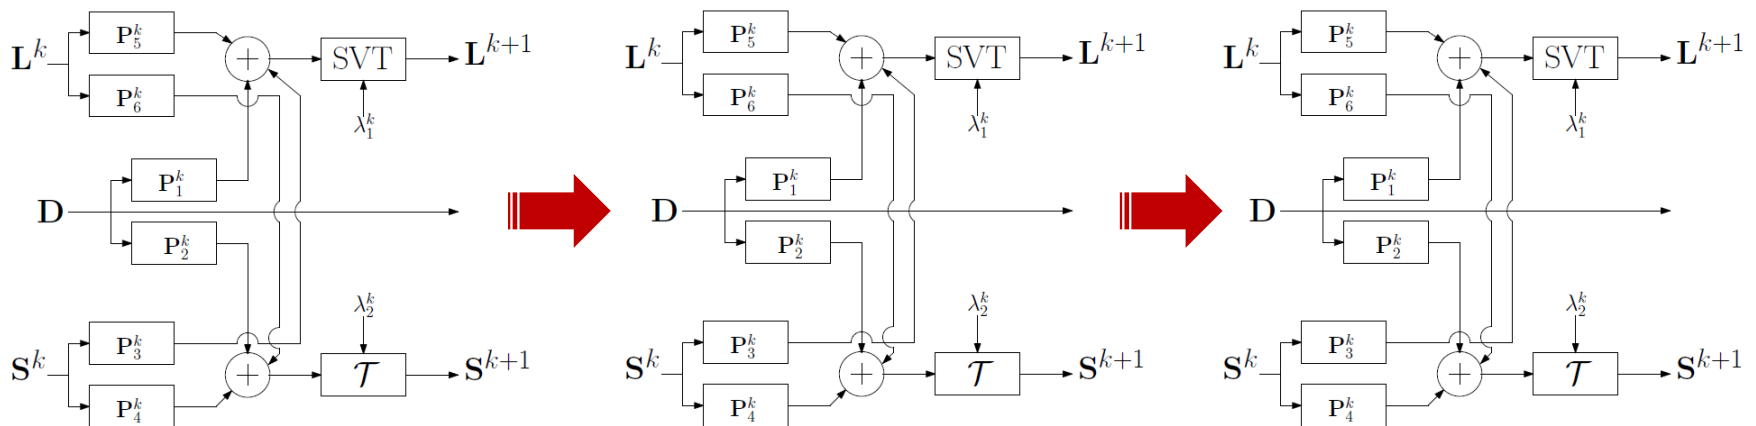 L^k P_5^k + SVT L^{k+1}
P_6^k
λ_1^k
P_1^k
D
P_2^k
λ_2^k
P_3^k
S^k + 𝒯 S^{k+1}
P_4^k
L^k P_5^k + SVT L^{k+1}
P_6^k
λ_1^k
P_1^k
D
P_2^k
λ_2^k
P_3^k
S^k + 𝒯 S^{k+1}
P_4^k
L^k P_5^k + SVT L^{k+1}
P_6^k
λ_1^k
P_1^k
D
P_2^k
λ_2^k
P_3^k
S^k + 𝒯 S^{k+1}
P_4^k